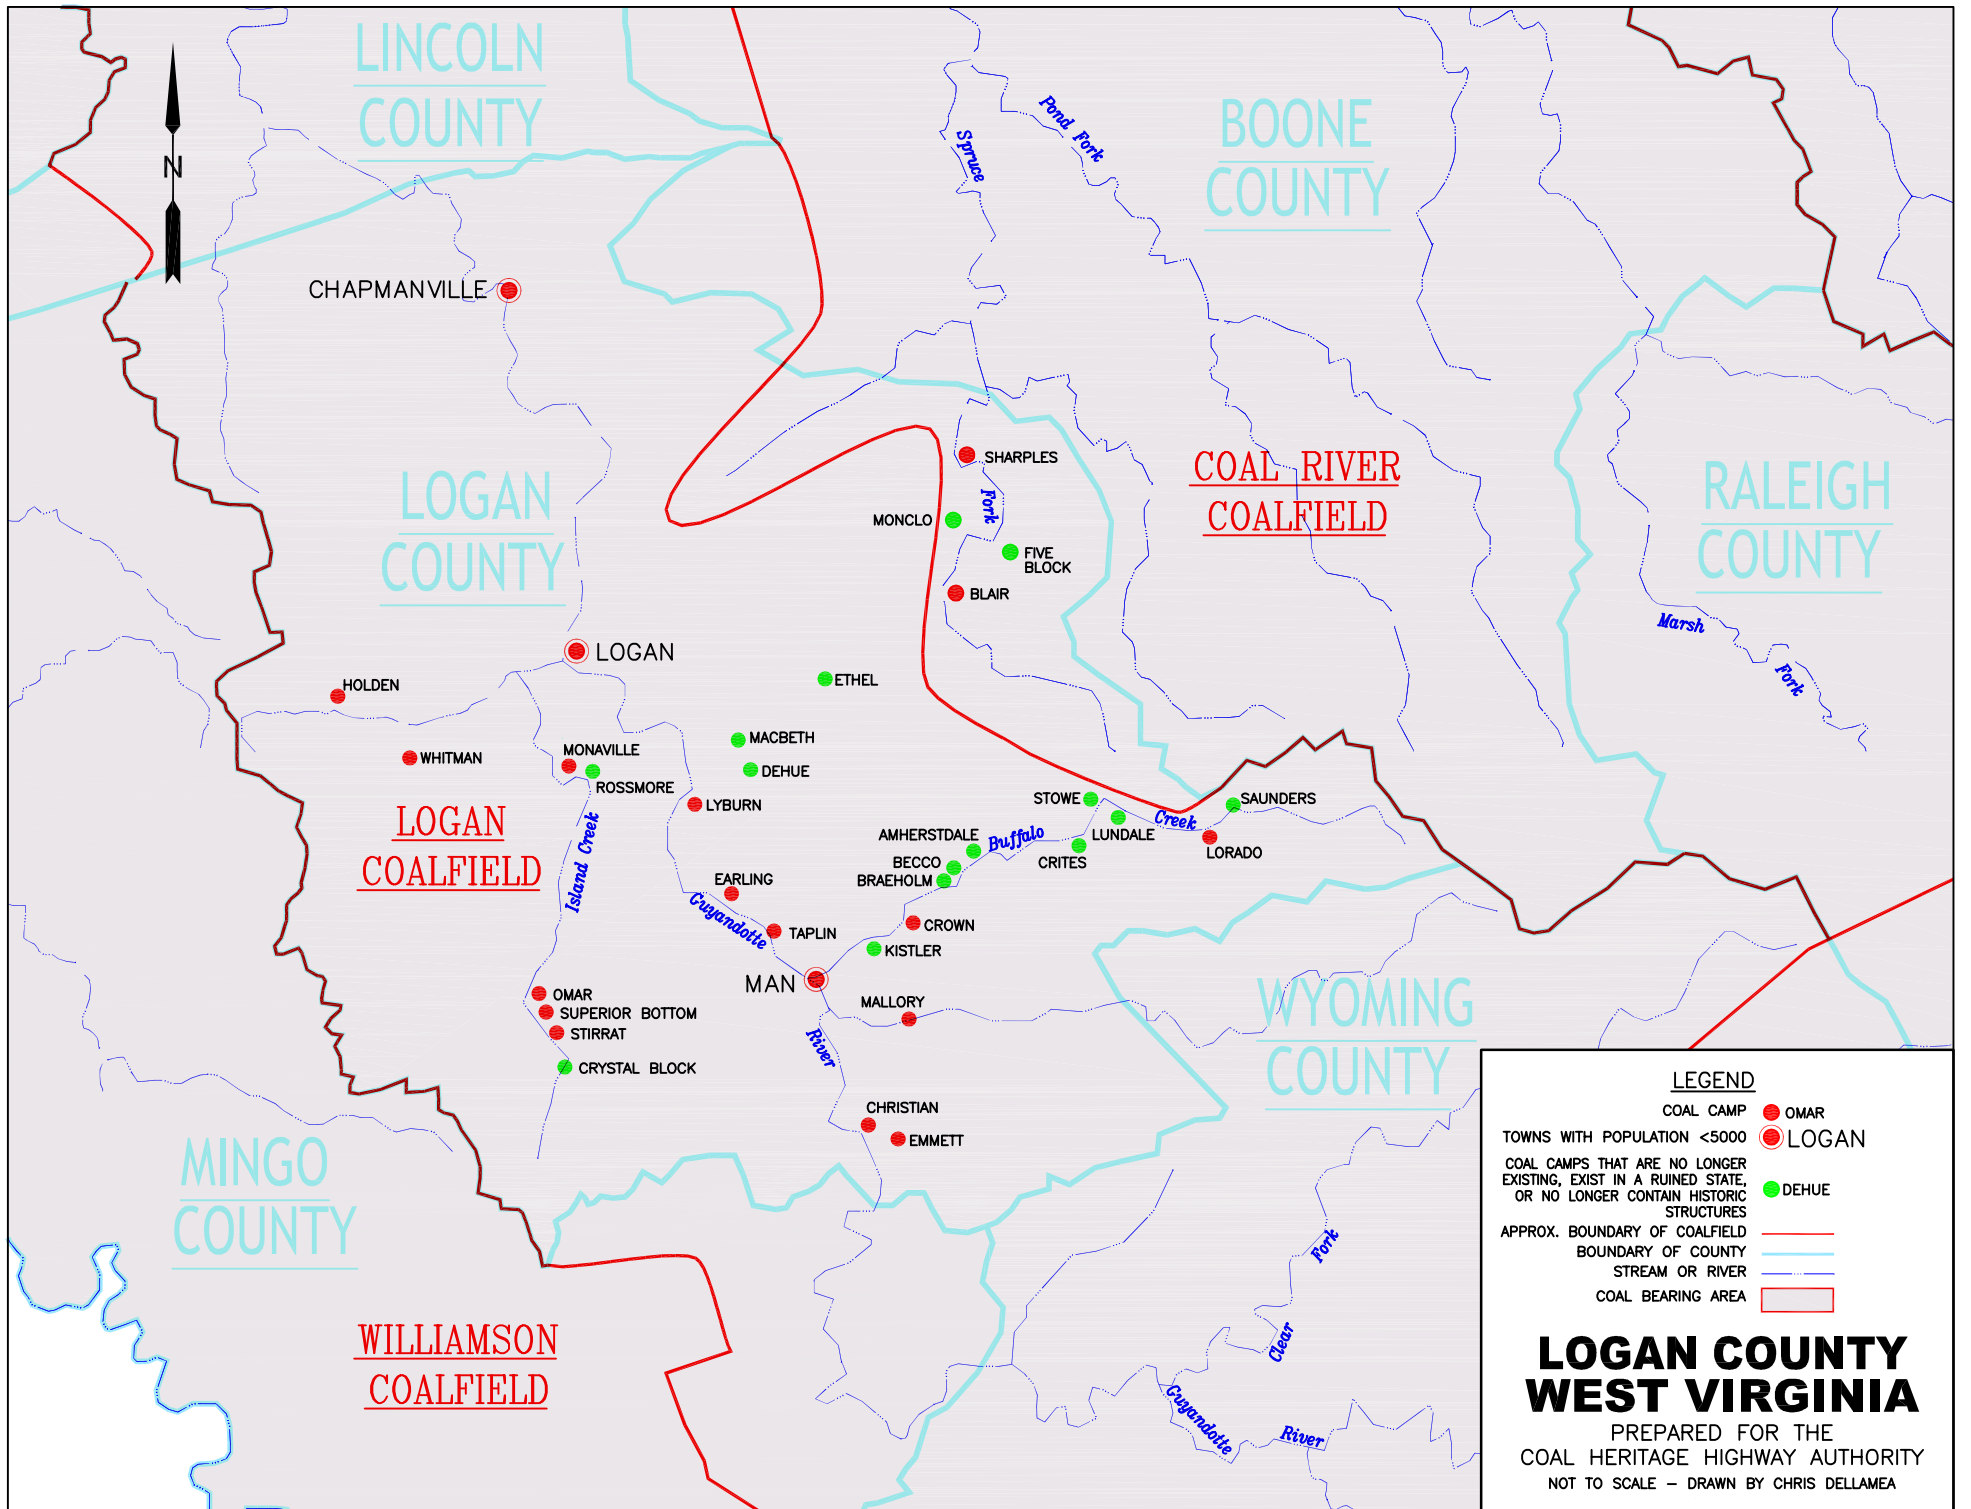 LINCOLN
COUNTY
BOONE
COUNTY
Pond Fork
Spruce
N
CHAPMANVILLE
LOGAN
COUNTY
COAL RIVER
COALFIELD
RALEIGH
COUNTY
SHARPLES
Fork
MONCLO
FIVE
BLOCK
BLAIR
Marsh
Fork
LOGAN
HOLDEN
ETHEL
WHITMAN
MONAVILLE
ROSSMORE
MACBETH
DEHUE
LYBURN
LOGAN
COALFIELD
Island Creek
STOWE
LUNDALE
Creek
SAUNDERS
LORADO
AMHERSTDALE
Buffalo
CRITES
BECCO
BRAEHOLM
EARLING
Guyandotte
TAPLIN
CROWN
KISTLER
MAN
MALLORY
River
OMAR
SUPERIOR BOTTOM
STIRRAT
CRYSTAL BLOCK
WYOMING
COUNTY
CHRISTIAN
EMMETT
MINGO
COUNTY
WILLIAMSON
COALFIELD
Fork
Clear
Guyandotte
River
LEGEND
COAL CAMP OMAR
TOWNS WITH POPULATION <5000 LOGAN
COAL CAMPS THAT ARE NO LONGER
EXISTING, EXIST IN A RUINED STATE,
OR NO LONGER CONTAIN HISTORIC
STRUCTURES
DEHUE
APPROX. BOUNDARY OF COALFIELD
BOUNDARY OF COUNTY
STREAM OR RIVER
COAL BEARING AREA
LOGAN COUNTY
WEST VIRGINIA
PREPARED FOR THE
COAL HERITAGE HIGHWAY AUTHORITY
NOT TO SCALE – DRAWN BY CHRIS DELLAMEA